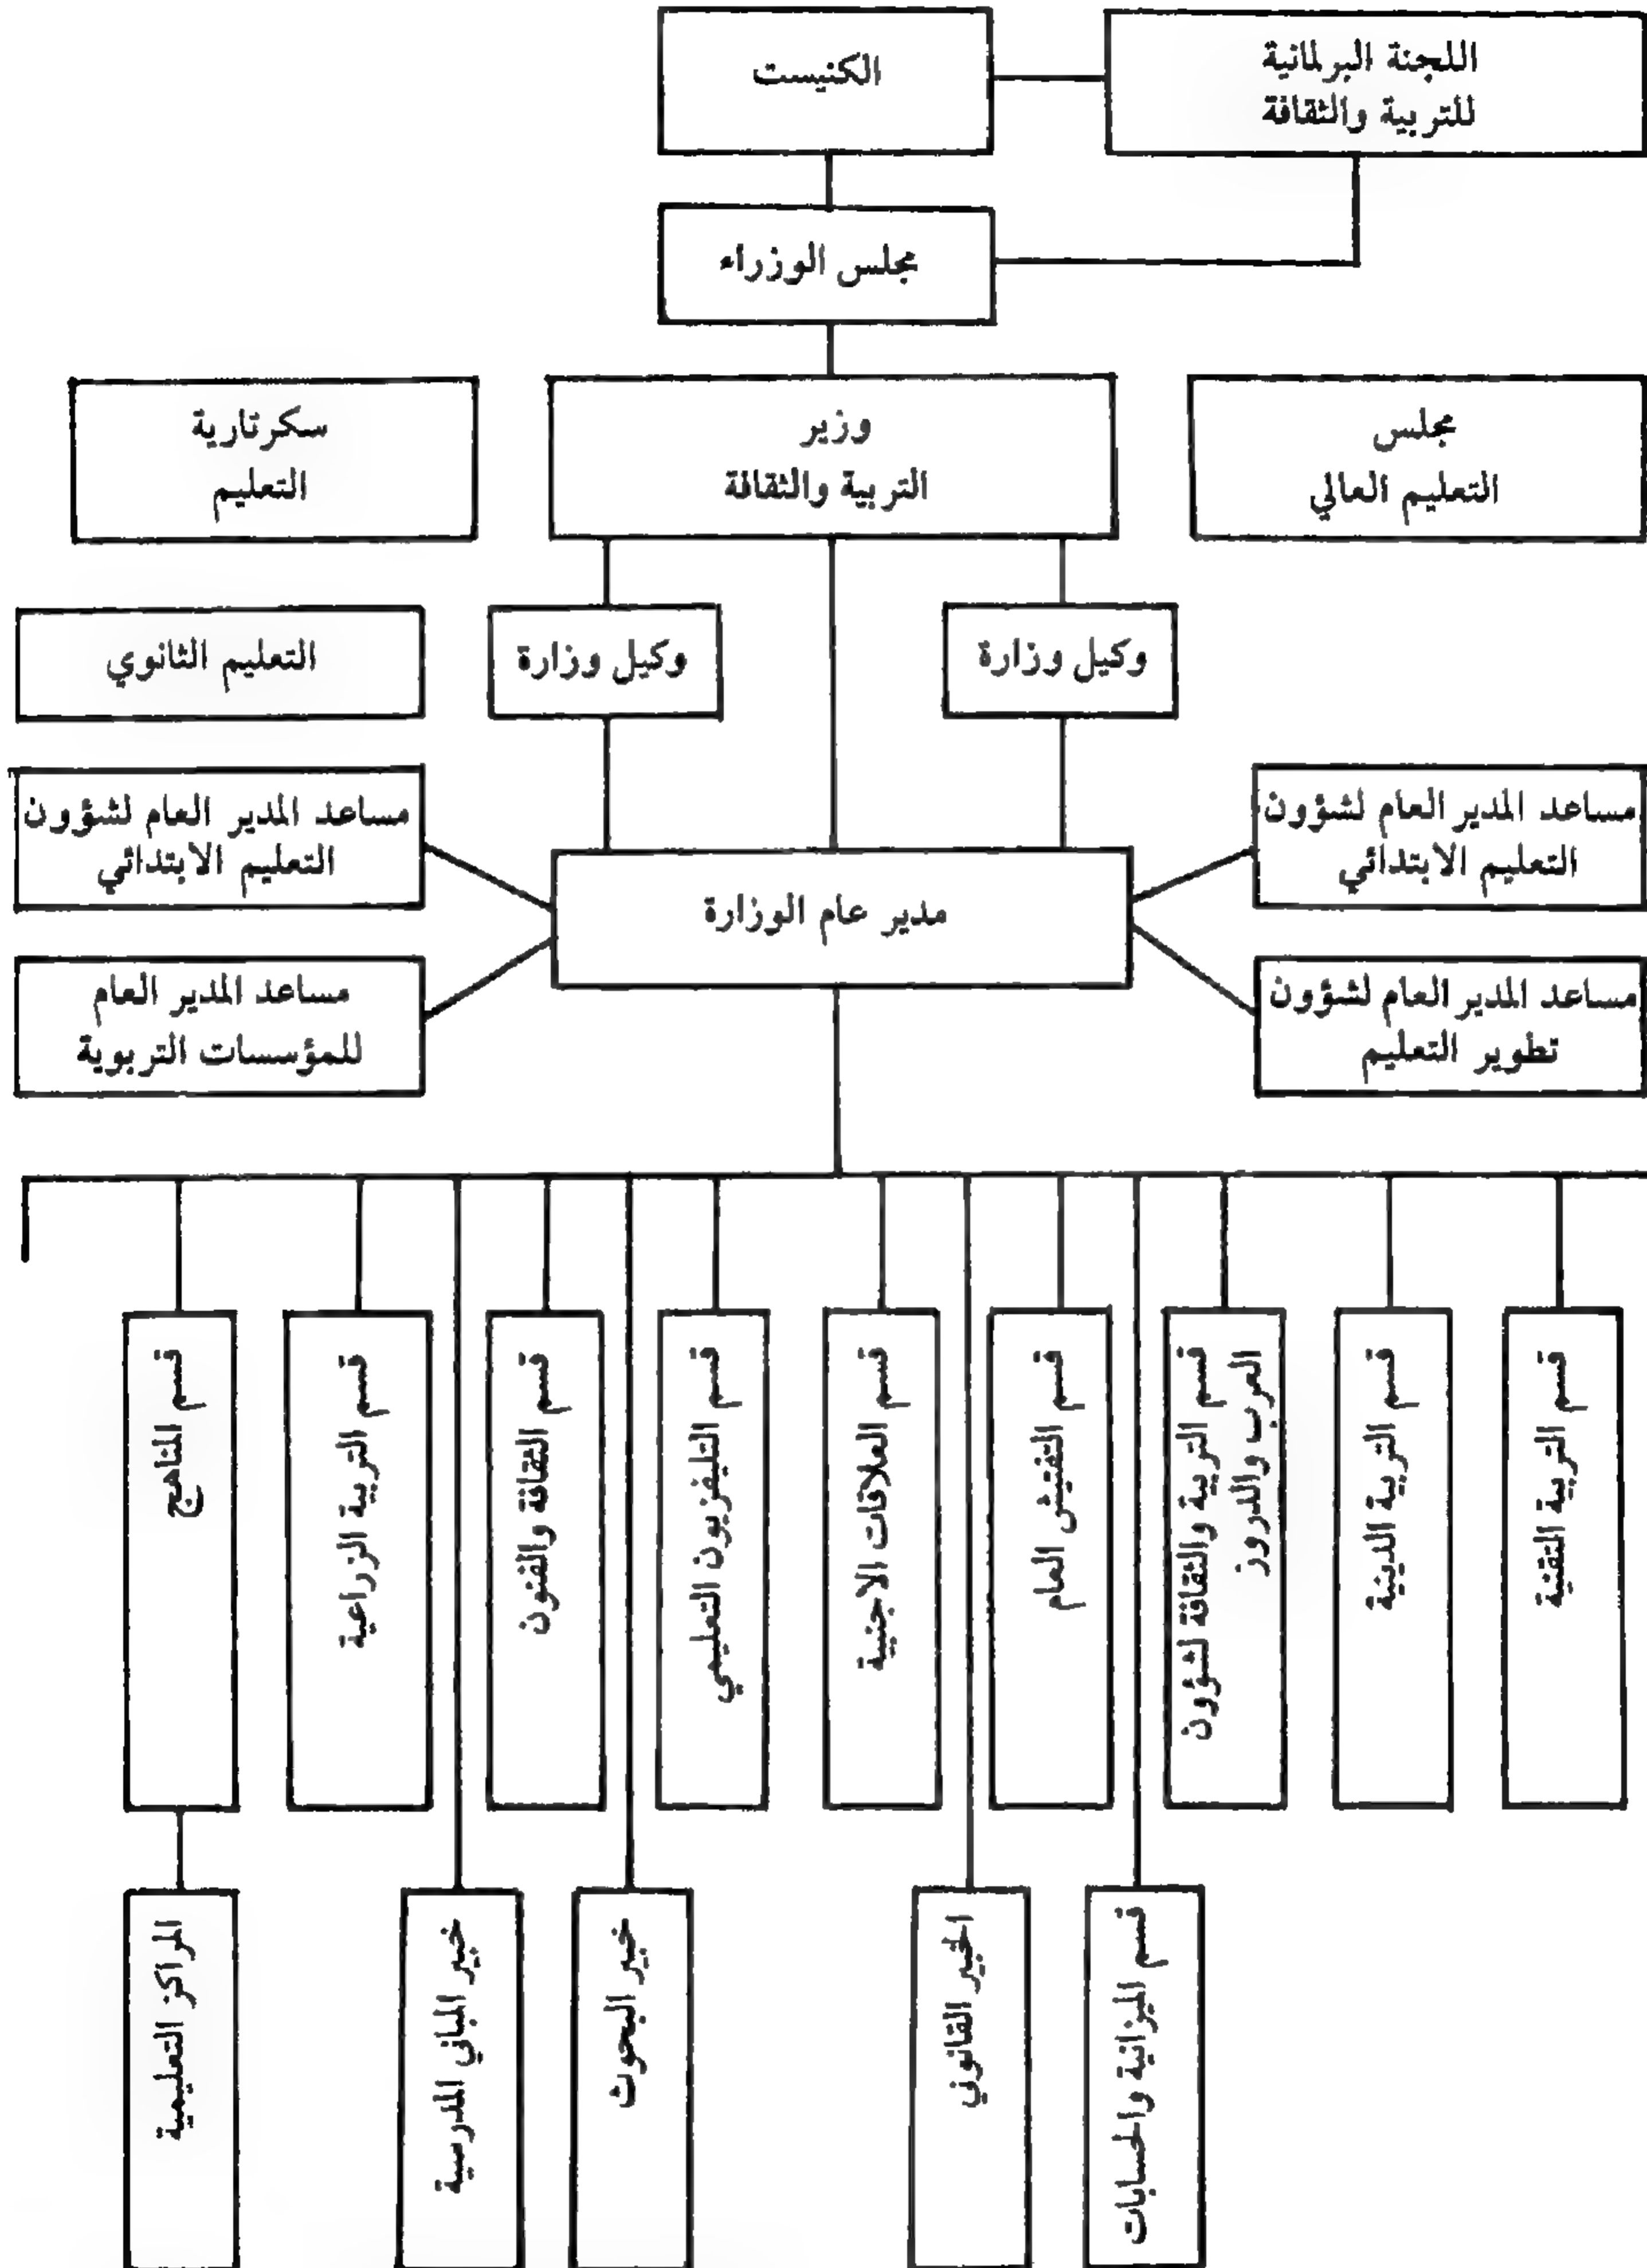 الكنيست
اللجنة البرلمانية
للتربية والثقافة
مجلس الوزراء
مجلس
التعليم العالي
وزير
التربية والثقافة
سكرتارية
التعليم
وكيل وزارة
وكيل وزارة
التعليم الثانوي
مساعد المدير العام لشؤون
التعليم الابتدائي
مساعد المدير العام لشؤون
التعليم الابتدائي
مدير عام الوزارة
مساعد المدير العام لشؤون
تطوير التعليم
مساعد المدير العام
للمؤسسات التربوية
قسم التربية التقنية
قسم التربية الدينية
قسم التربية والثقافة لشؤون
العرب والدروز
قسم التفتيش العام
قسم العلاقات الاجنبية
قسم التليفزيون التعليمي
قسم الثقافة والفنون
قسم التربية الزراعية
قسم المناهج
قسم الميزانية والحسابات
الخبير القانوني
خبير البحوث
خبير المباني المدرسية
المراكز التعليمية